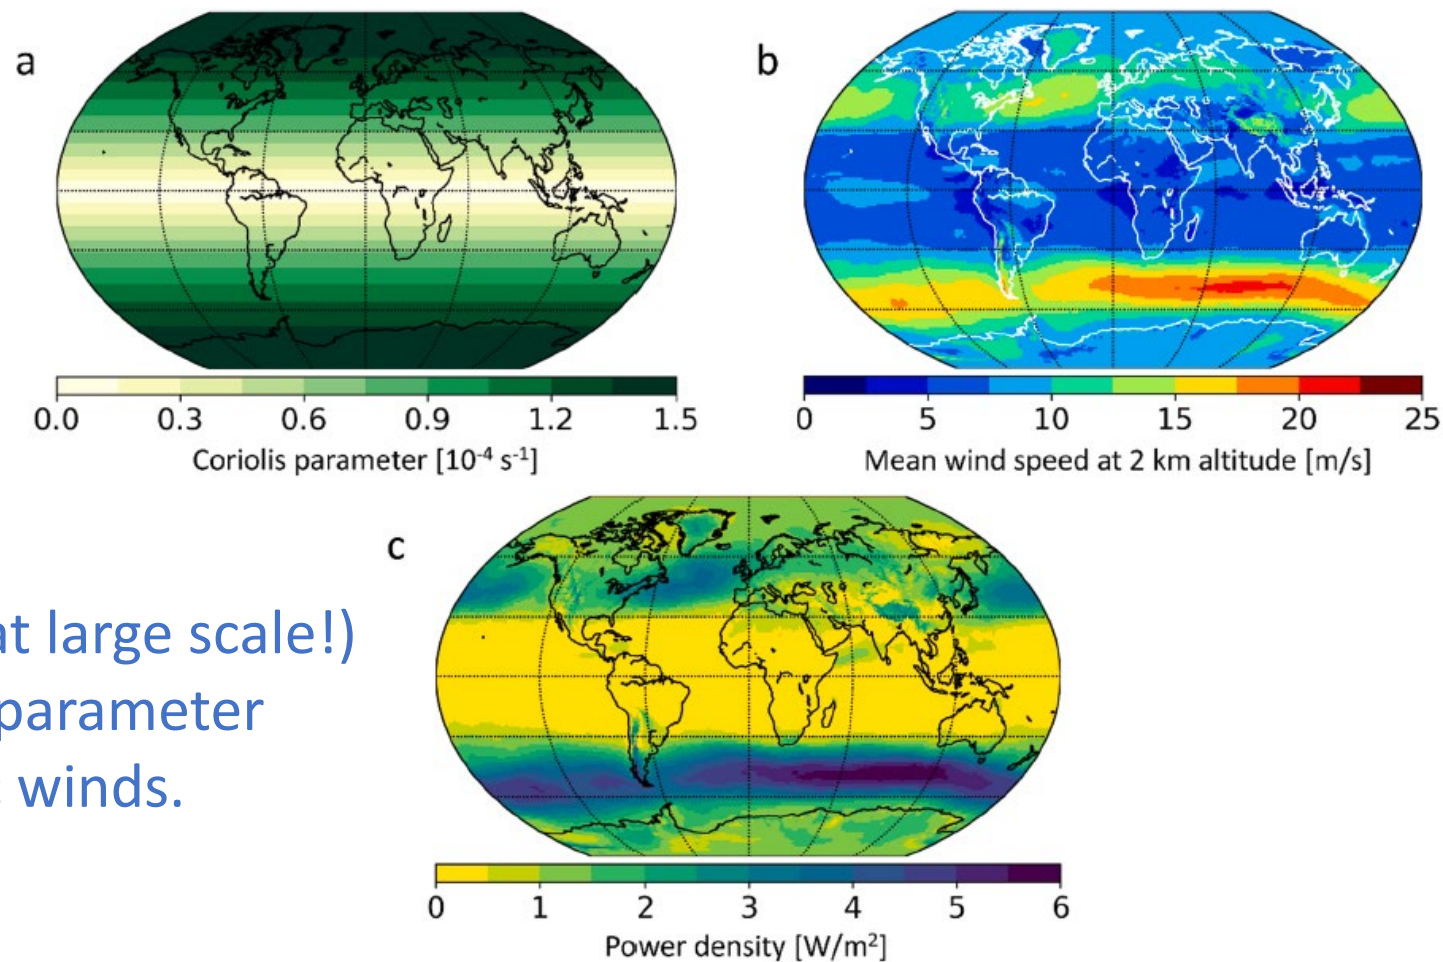 a
b
0.0 0.3 0.6 0.9 1.2 1.5
Coriolis parameter [10⁻⁴ s⁻¹]
0 5 10 15 20 25
Mean wind speed at 2 km altitude [m/s]
c
at large scale!)
parameter
winds.
0 1 2 3 4 5 6
Power density [W/m²]